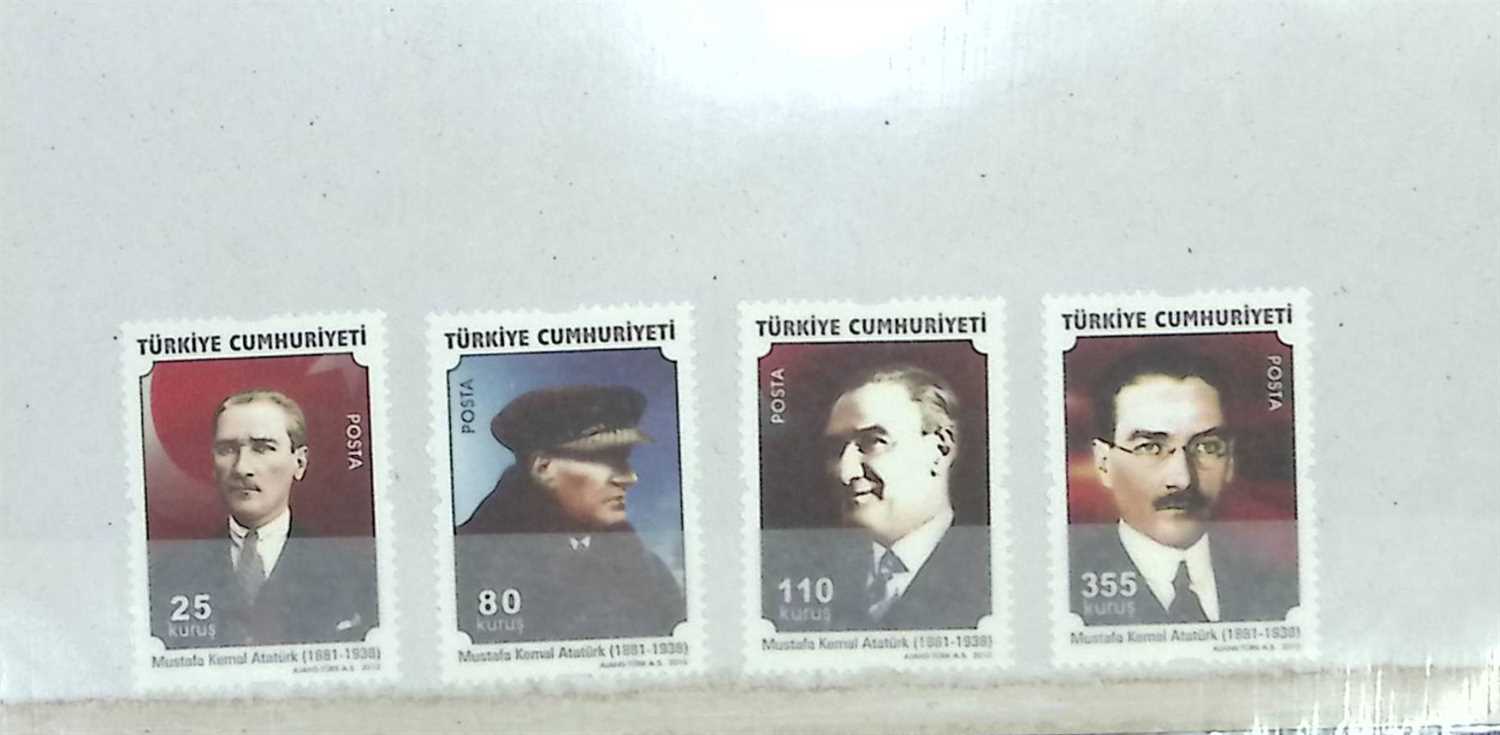 TÜRKİYE CUMHURİYETİ
POSTA
25
kuruş
Mustafa Kemal Atatürk (1881-1938)
TÜRKİYE CUMHURİYETİ
POSTA
80
kuruş
Mustafa Kemal Atatürk (1881-1938)
TÜRKİYE CUMHURİYETİ
POSTA
110
kuruş
Mustafa Kemal Atatürk (1881-1938)
TÜRKİYE CUMHURİYETİ
POSTA
355
kuruş
Mustafa Kemal Atatürk (1881-1938)